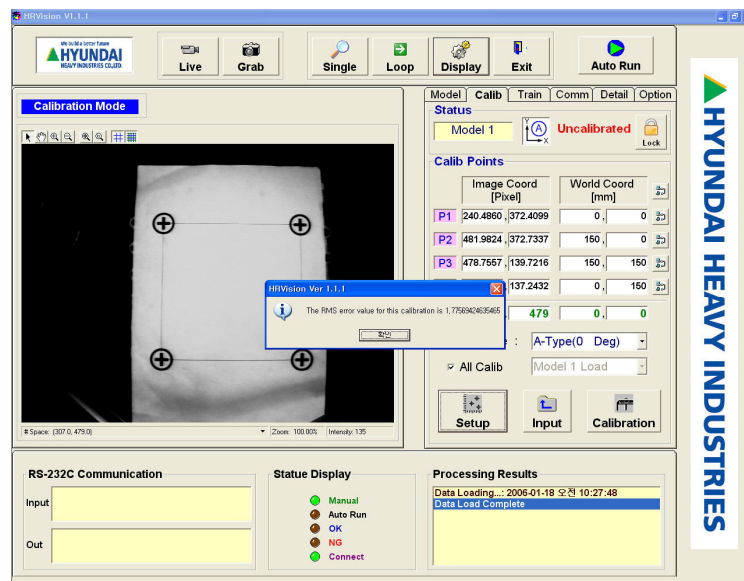 HRVision V1.1.1
We build a better future
HYUNDAI
HEAVY INDUSTRIES CO.,LTD.
Live
Grab
Single
Loop
Display
Exit
Auto Run
Calibration Mode
Model Calib Train Comm Detail Option
Status
Model 1
Y A X
Uncalibrated
Lock
Calib Points
Image Coord [Pixel]
World Coord [mm]
P1 240.4860 , 372.4099 0 , 0
P2 481.9824 , 372.7337 150 , 0
P3 478.7557 , 139.7216 150 , 150
137.2432 0 , 150
, 479 0 , 0
HRVision Ver 1.1.1
The RMS error value for this calibration is 1,77569424635465
확인
: A-Type(0 Deg)
All Calib
Model 1 Load
Setup
Input
Calibration
# Space: (307.0, 479.0) Zoom: 100.00% Intensity: 135
RS-232C Communication
Input
Out
Statue Display
Manual
Auto Run
OK
NG
Connect
Processing Results
Data Loading...: 2006-01-18 오전 10:27:48
Data Load Complete
HYUNDAI HEAVY INDUSTRIES